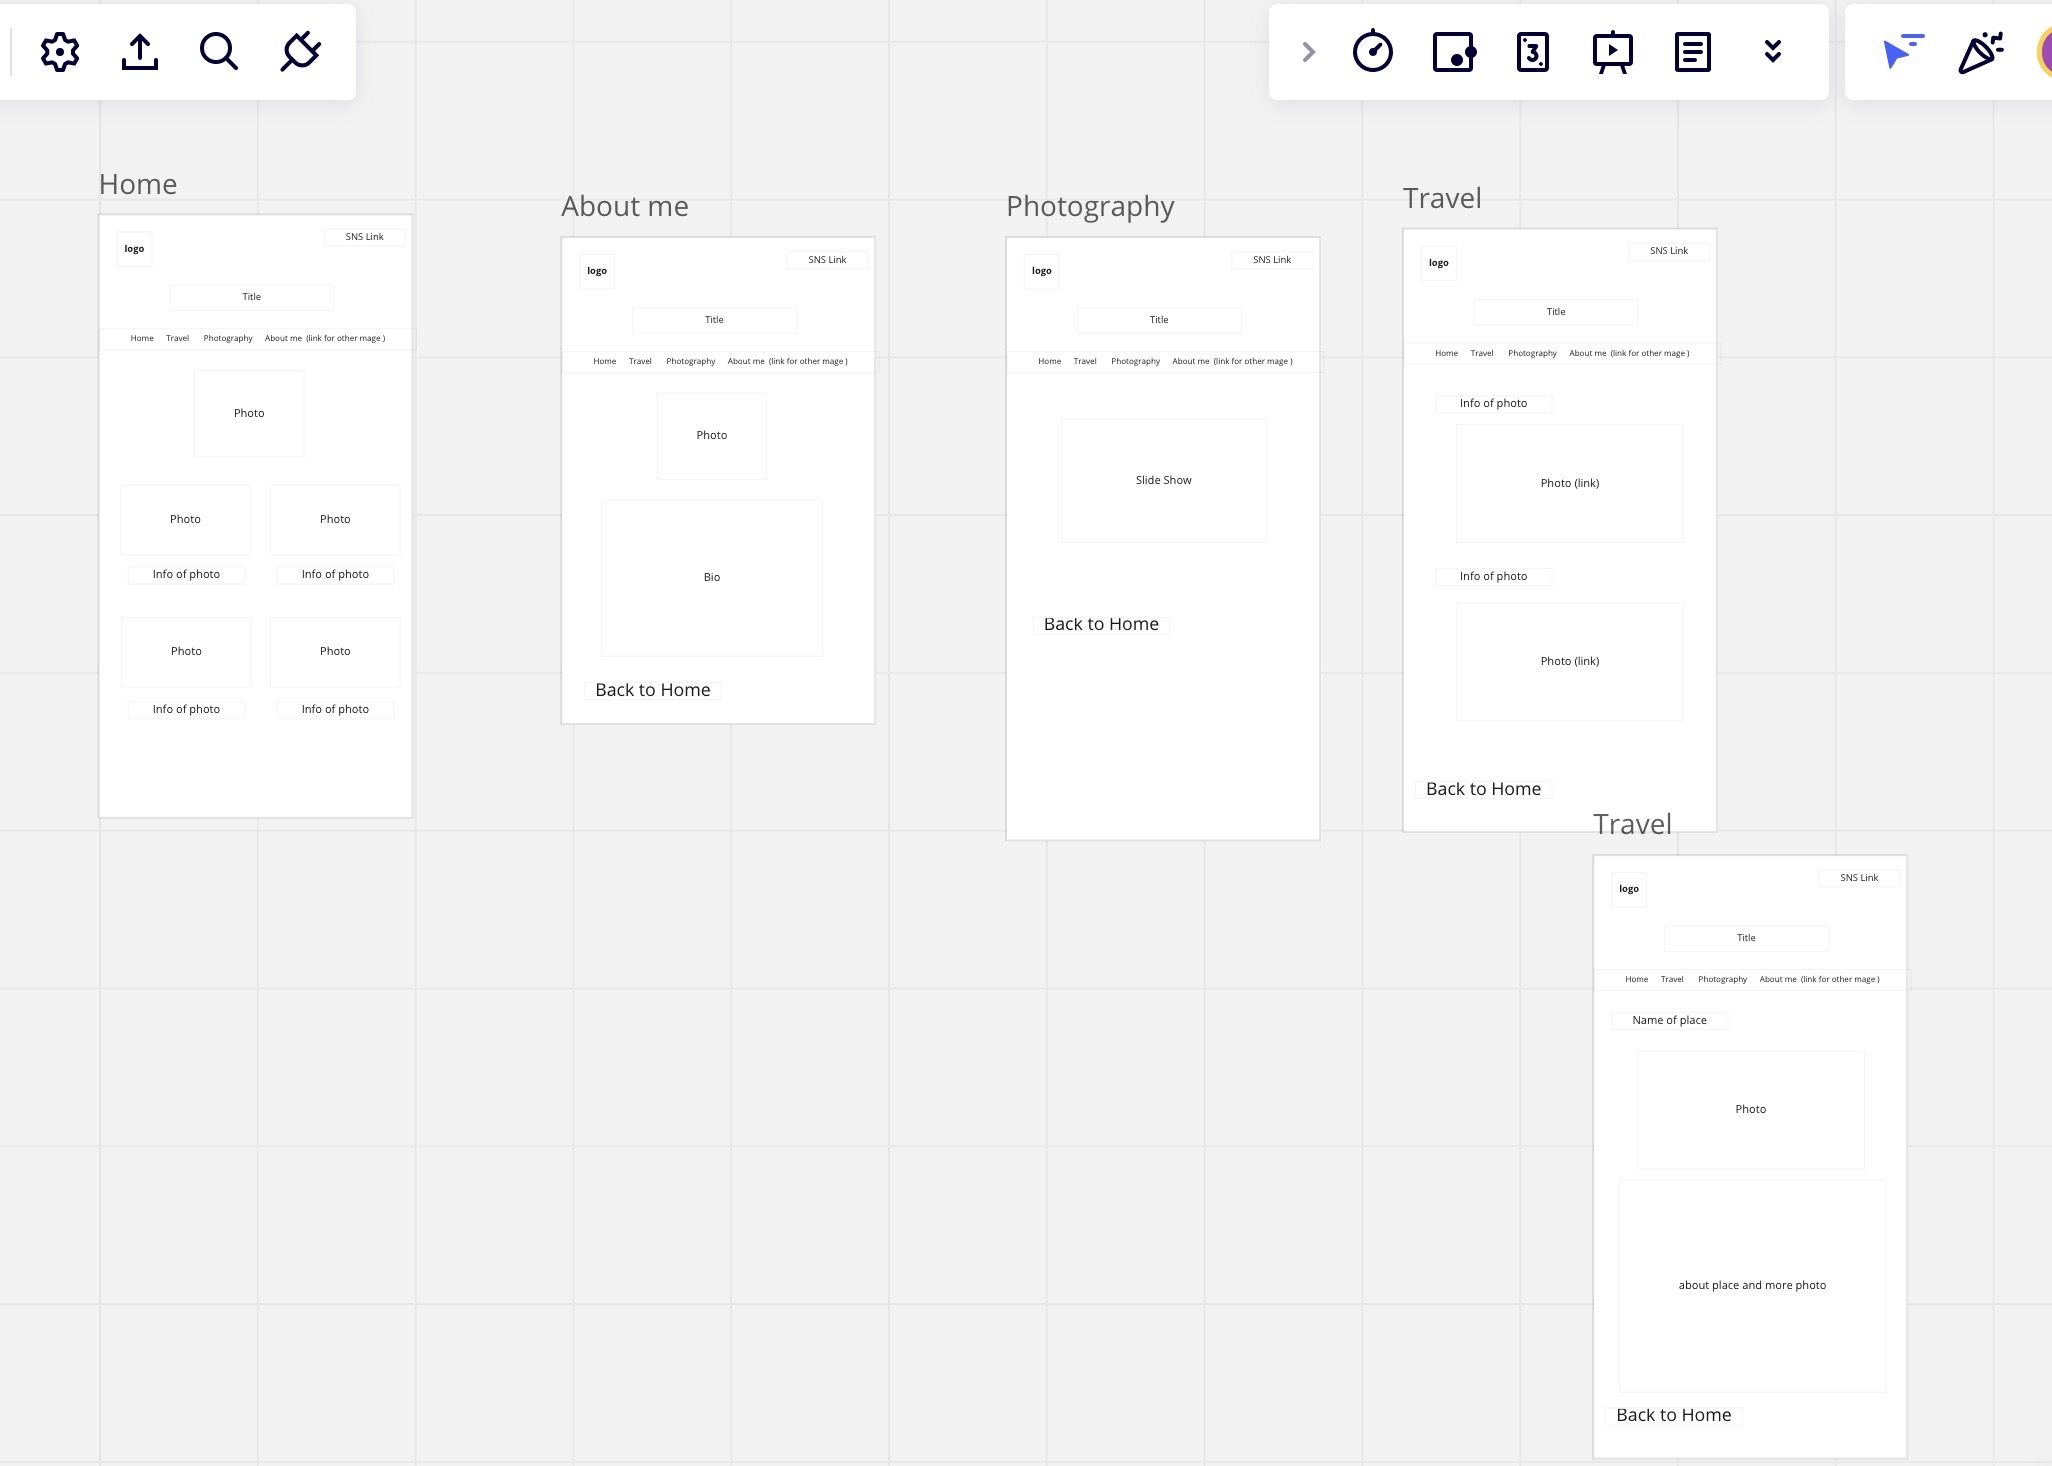 Home
logo
SNS Link
Title
Home Travel Photography About me (link for other mage )
Photo
Photo Photo
Info of photo Info of photo
Photo Photo
Info of photo Info of photo
About me
logo
SNS Link
Title
Home Travel Photography About me (link for other mage )
Photo
Bio
Back to Home
Photography
logo
SNS Link
Title
Home Travel Photography About me (link for other mage )
Slide Show
Back to Home
Travel
logo
SNS Link
Title
Home Travel Photography About me (link for other mage )
Info of photo
Photo (link)
Info of photo
Photo (link)
Back to Home
Travel
logo
SNS Link
Title
Home Travel Photography About me (link for other mage )
Name of place
Photo
about place and more photo
Back to Home
3